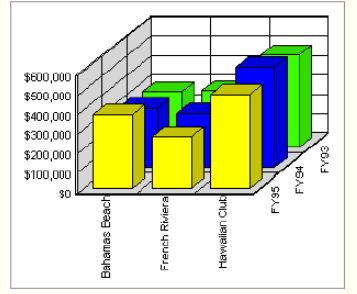 $600,000
$500,000
$400,000
$300,000
$200,000
$100,000
$0
Bahamas Beach
French Riviera
Hawaiian Club
FY95
FY94
FY93